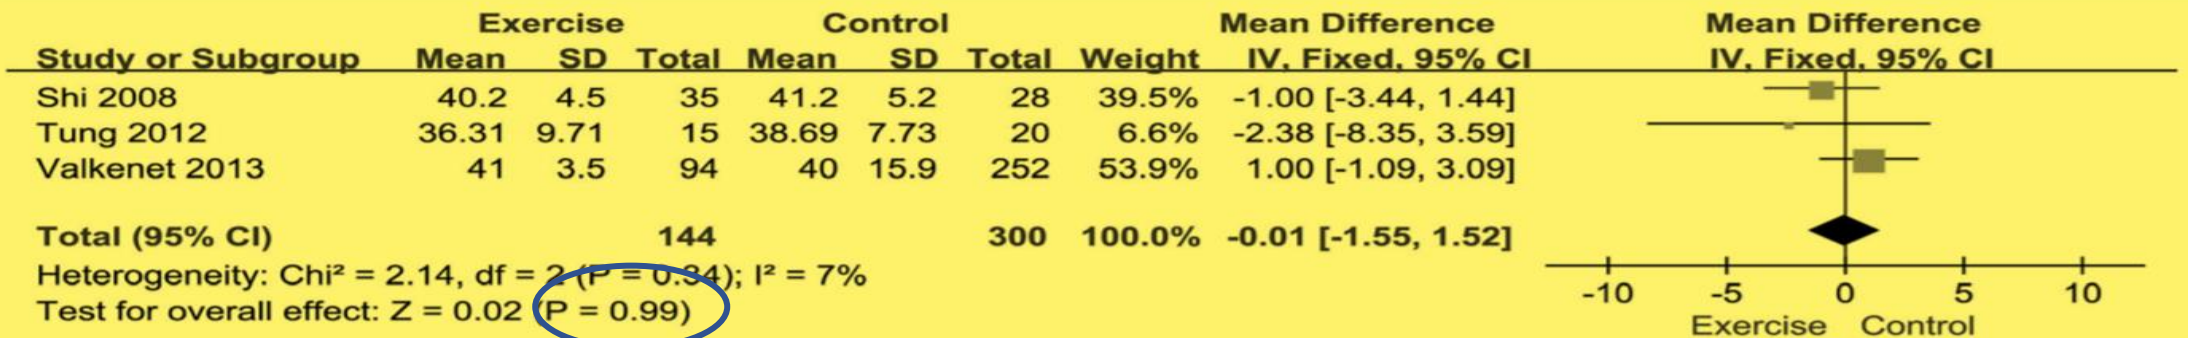 Exercise Control Mean Difference Mean Difference
Study or Subgroup Mean SD Total Mean SD Total Weight IV, Fixed, 95% CI IV, Fixed, 95% CI
Shi 2008 40.2 4.5 35 41.2 5.2 28 39.5% -1.00 [-3.44, 1.44]
Tung 2012 36.31 9.71 15 38.69 7.73 20 6.6% -2.38 [-8.35, 3.59]
Valkenet 2013 41 3.5 94 40 15.9 252 53.9% 1.00 [-1.09, 3.09]
Total (95% CI) 144 300 100.0% -0.01 [-1.55, 1.52]
Heterogeneity: Chi² = 2.14, df = 2 (P = 0.34); I² = 7%
Test for overall effect: Z = 0.02 (P = 0.99)
-10 -5 0 5 10
Exercise Control